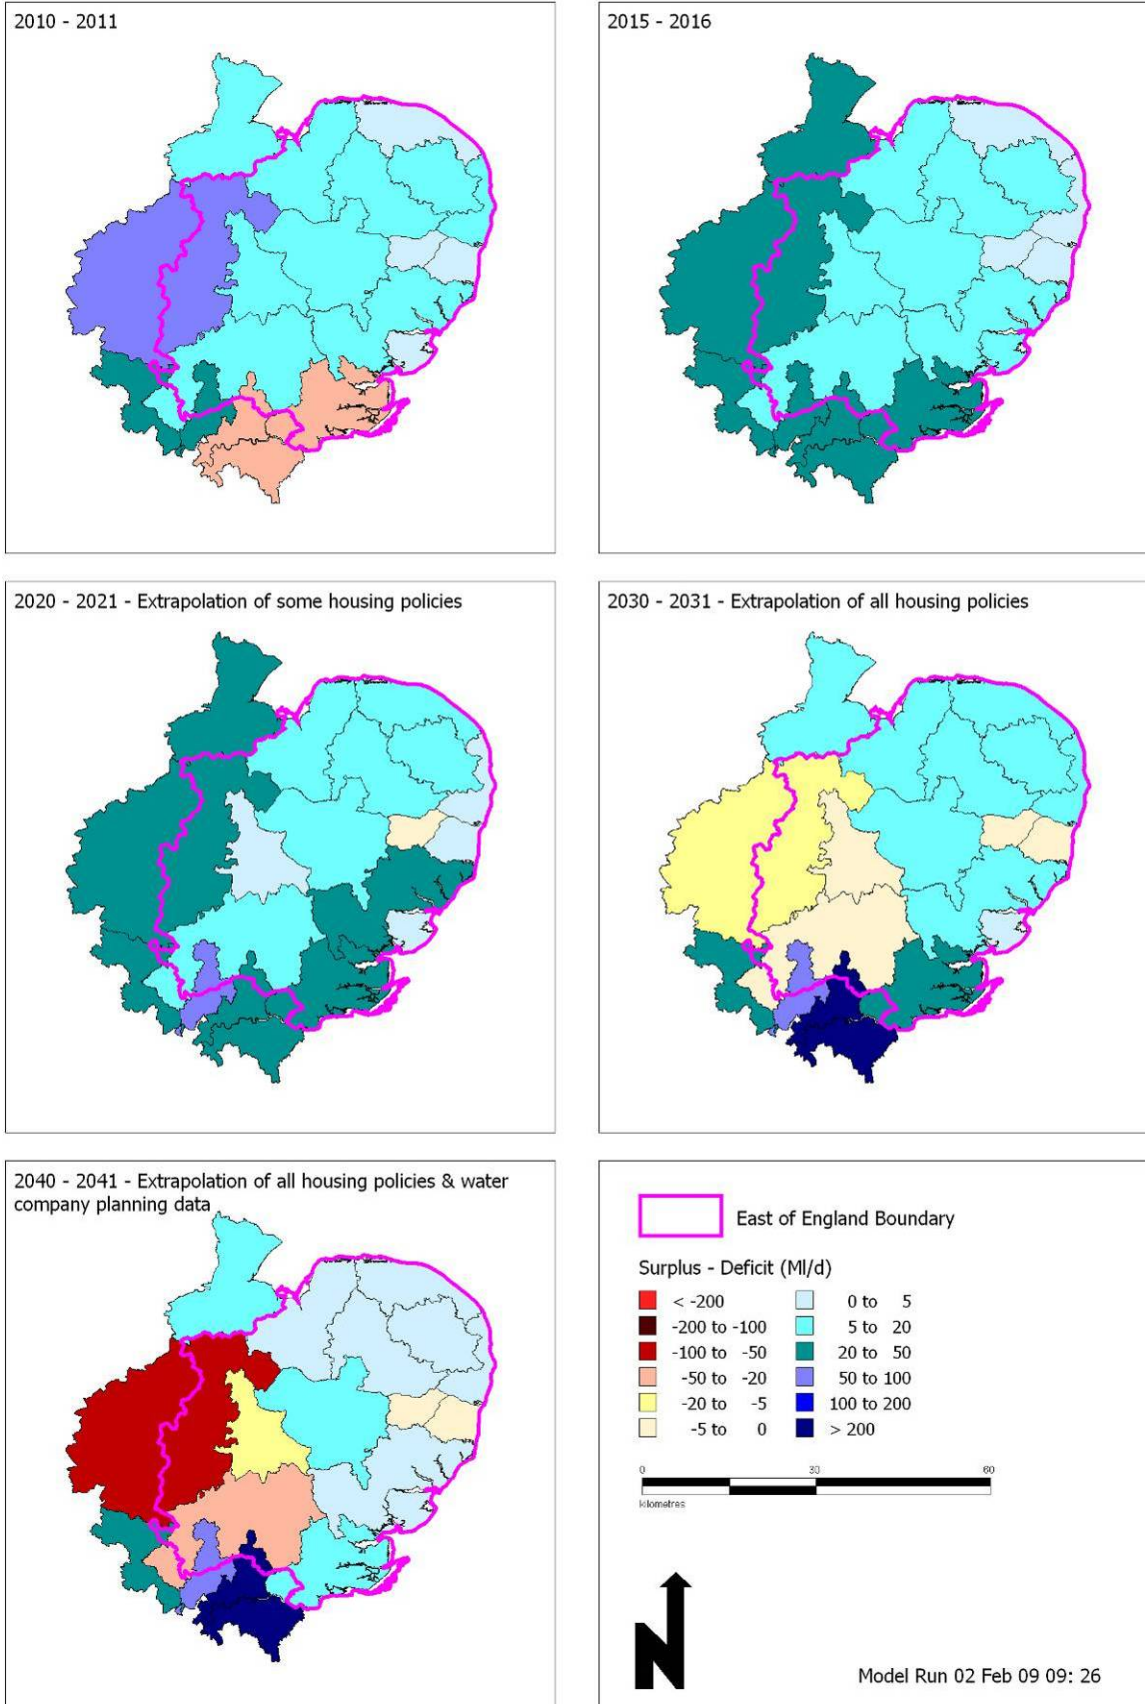 2010 - 2011
2015 - 2016
2020 - 2021 - Extrapolation of some housing policies
2030 - 2031 - Extrapolation of all housing policies
2040 - 2041 - Extrapolation of all housing policies & water
company planning data
East of England Boundary
Surplus - Deficit (Ml/d)
< -200
0 to 5
-200 to -100
5 to 20
-100 to -50
20 to 50
-50 to -20
50 to 100
-20 to -5
100 to 200
-5 to 0
> 200
0 30 60
kilometres
N
Model Run 02 Feb 09 09: 26